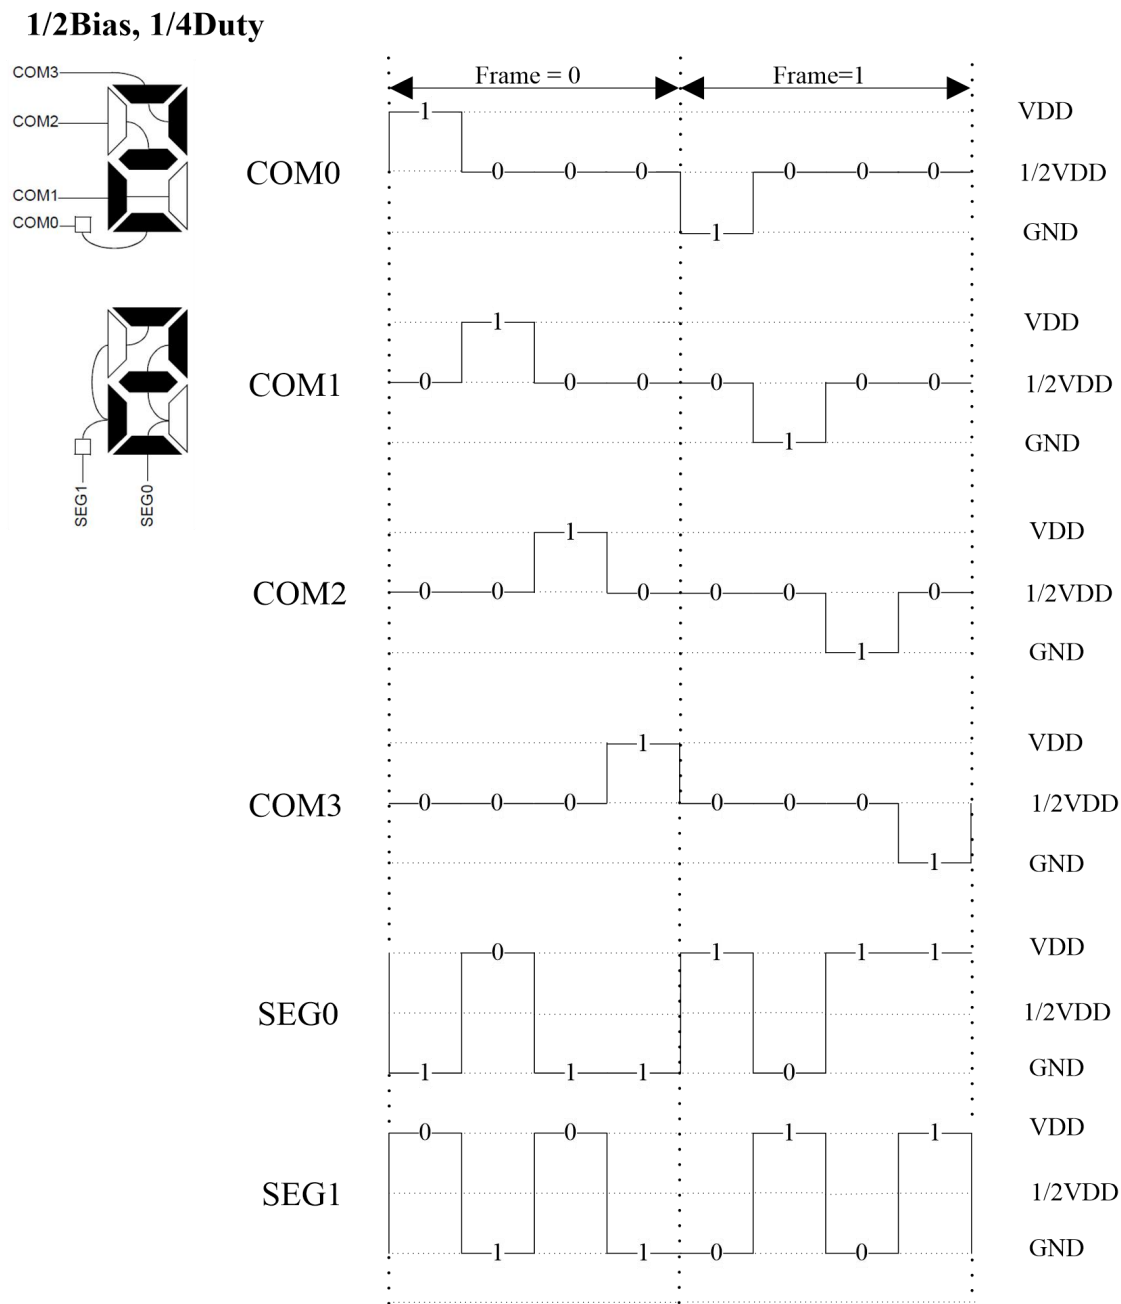 1/2Bias, 1/4Duty
COM3
COM2
COM1
COM0
SEG1
SEG0
Frame = 0
Frame=1
COM0
1 0 0 0 1 0 0 0
VDD
1/2VDD
GND
COM1
0 1 0 0 0 1 0 0
VDD
1/2VDD
GND
COM2
0 0 1 0 0 0 1 0
VDD
1/2VDD
GND
COM3
0 0 0 1 0 0 0 1
VDD
1/2VDD
GND
SEG0
1 0 1 1 1 0 1 1
VDD
1/2VDD
GND
SEG1
0 1 0 1 0 1 0 1
VDD
1/2VDD
GND